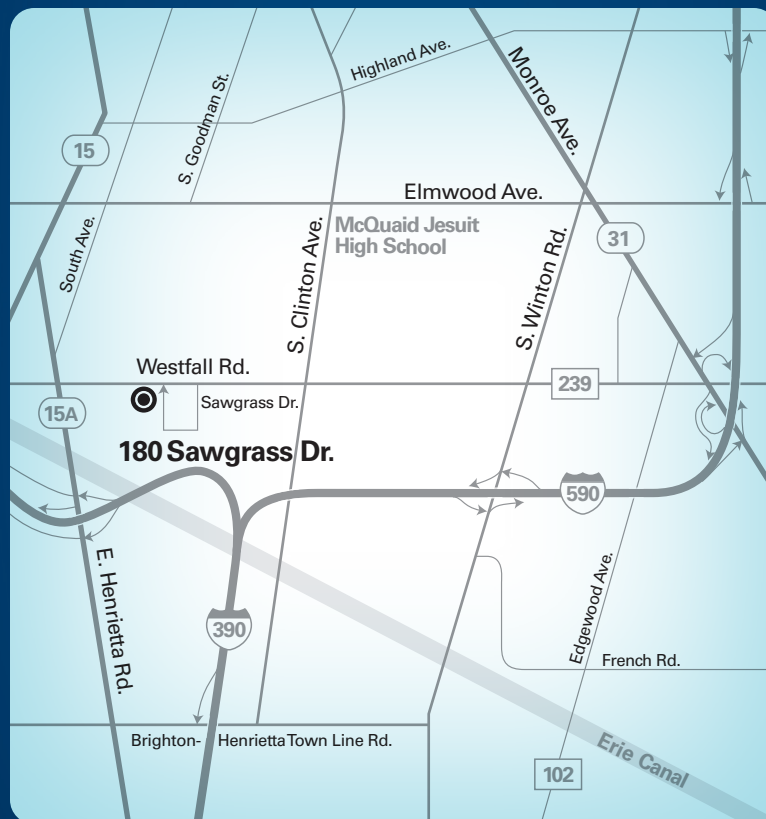 Highland Ave.
Monroe Ave.
S. Goodman St.
15
Elmwood Ave.
McQuaid Jesuit
High School
31
South Ave.
S. Clinton Ave.
S. Winton Rd.
Westfall Rd.
239
Sawgrass Dr.
15A
180 Sawgrass Dr.
590
E. Henrietta Rd.
390
Edgewood Ave.
French Rd.
Brighton- Henrietta Town Line Rd.
Erie Canal
102